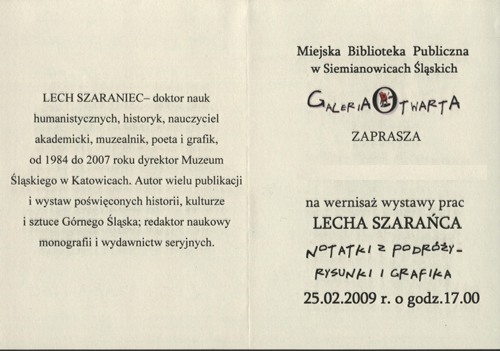 LECH SZARANIEC– doktor nauk
humanistycznych, historyk, nauczyciel
akademicki, muzealnik, poeta i grafik,
od 1984 do 2007 roku dyrektor Muzeum
Śląskiego w Katowicach. Autor wielu publikacji
i wystaw poświęconych historii, kulturze
i sztuce Górnego Śląska; redaktor naukowy
monografii i wydawnictw seryjnych.
Miejska Biblioteka Publiczna
w Siemianowicach Śląskich
GALERIA OTWARTA
ZAPRASZA
na wernisaż wystawy prac
LECHA SZARAŃCA
NOTATKI Z PODRÓŻY-
RYSUNKI I GRAFIKA
25.02.2009 r. o godz.17.00